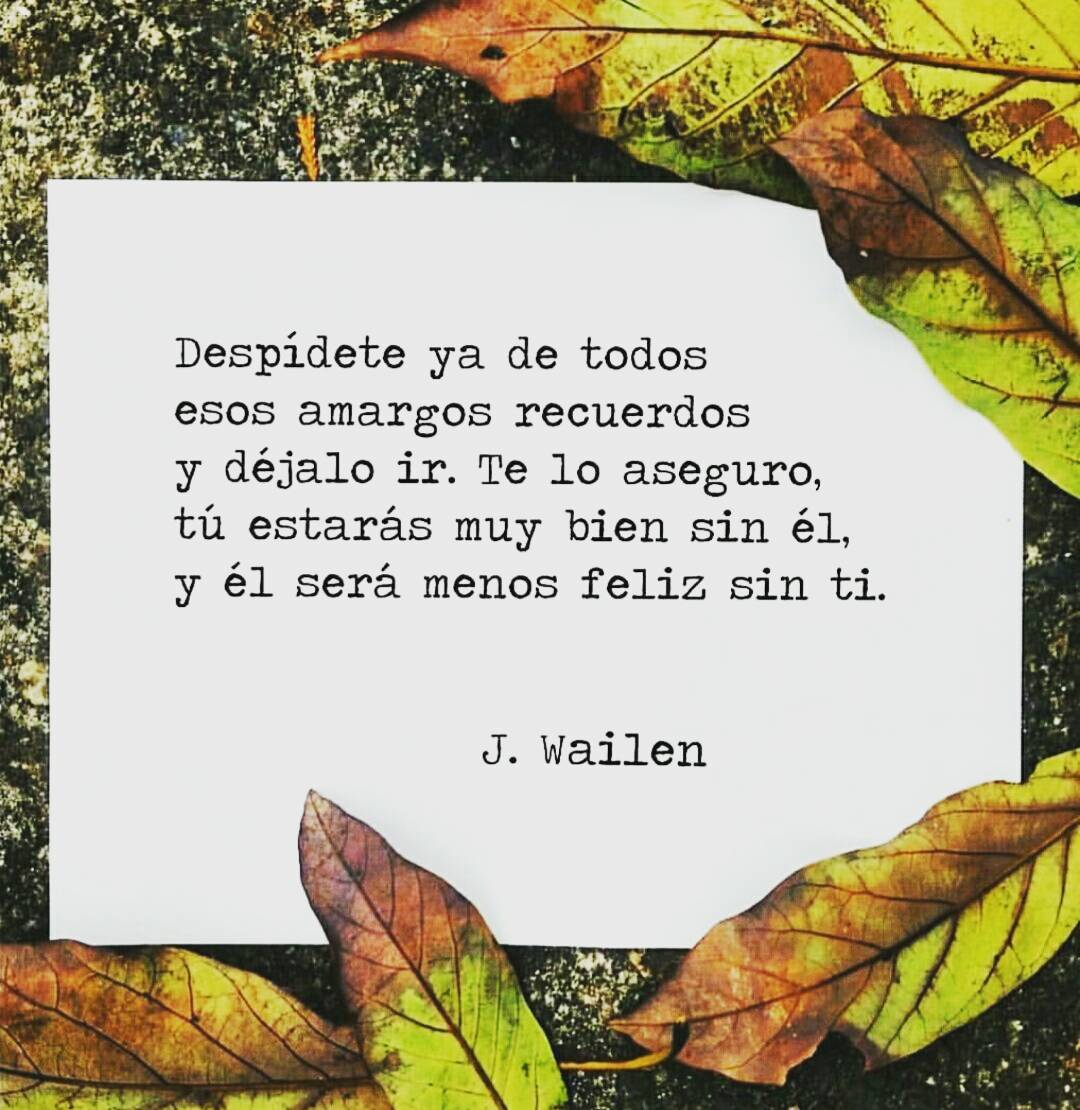 Despídete ya de todos
esos amargos recuerdos
y déjalo ir. Te lo aseguro,
tú estarás muy bien sin él,
y él será menos feliz sin ti.
J. Wailen